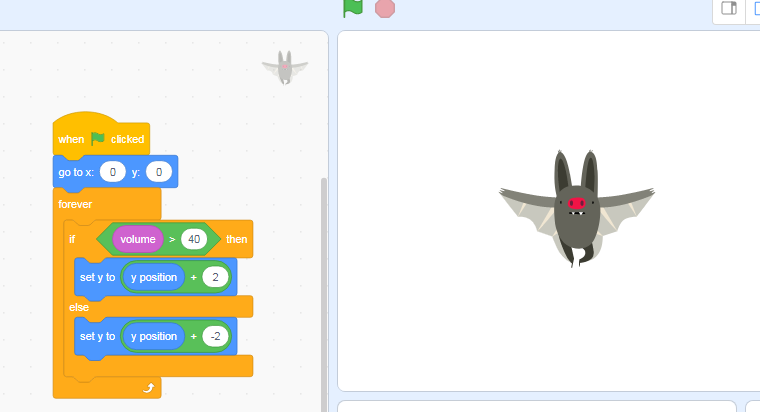 when clicked
go to x: 0 y: 0
forever
if volume > 40 then
set y to y position + 2
else
set y to y position + -2